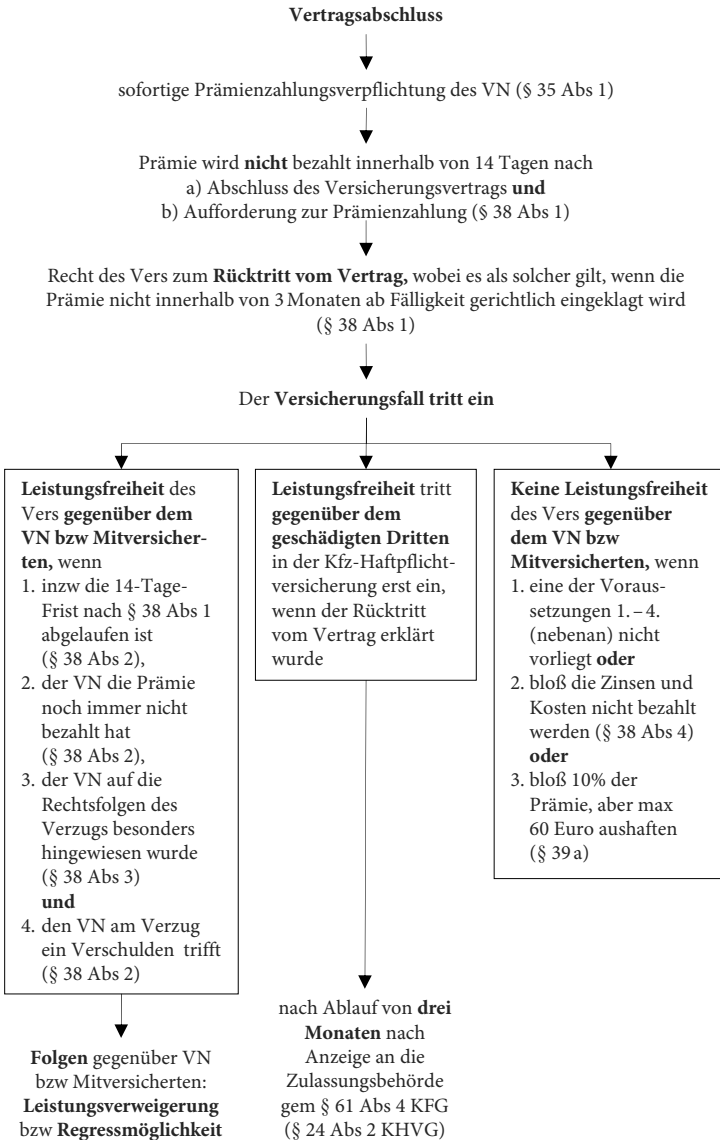 Vertragsabschluss
sofortige Prämienzahlungsverpflichtung des VN (§ 35 Abs 1)
Prämie wird nicht bezahlt innerhalb von 14 Tagen nach
a) Abschluss des Versicherungsvertrags und
b) Aufforderung zur Prämienzahlung (§ 38 Abs 1)
Recht des Vers zum Rücktritt vom Vertrag, wobei es als solcher gilt, wenn die
Prämie nicht innerhalb von 3 Monaten ab Fälligkeit gerichtlich eingeklagt wird
(§ 38 Abs 1)
Der Versicherungsfall tritt ein
Leistungsfreiheit des
Vers gegenüber dem
VN bzw Mitversicher-
ten, wenn
1. inzw die 14-Tage-
Frist nach § 38 Abs 1
abgelaufen ist
(§ 38 Abs 2),
2. der VN die Prämie
noch immer nicht
bezahlt hat
(§ 38 Abs 2),
3. der VN auf die
Rechtsfolgen des
Verzugs besonders
hingewiesen wurde
(§ 38 Abs 3)
und
4. den VN am Verzug
ein Verschulden trifft
(§ 38 Abs 2)
Folgen gegenüber VN
bzw Mitversicherten:
Leistungsverweigerung
bzw Regressmöglichkeit
Leistungsfreiheit tritt
gegenüber dem
geschädigten Dritten
in der Kfz-Haftpflicht-
versicherung erst ein,
wenn der Rücktritt
vom Vertrag erklärt
wurde
nach Ablauf von drei
Monaten nach
Anzeige an die
Zulassungsbehörde
gem § 61 Abs 4 KFG
(§ 24 Abs 2 KHVG)
Keine Leistungsfreiheit
des Vers gegenüber
dem VN bzw
Mitversicherten, wenn
1. eine der Voraus-
setzungen 1. – 4.
(nebenan) nicht
vorliegt oder
2. bloß die Zinsen und
Kosten nicht bezahlt
werden (§ 38 Abs 4)
oder
3. bloß 10% der
Prämie, aber max
60 Euro aushaften
(§ 39 a)